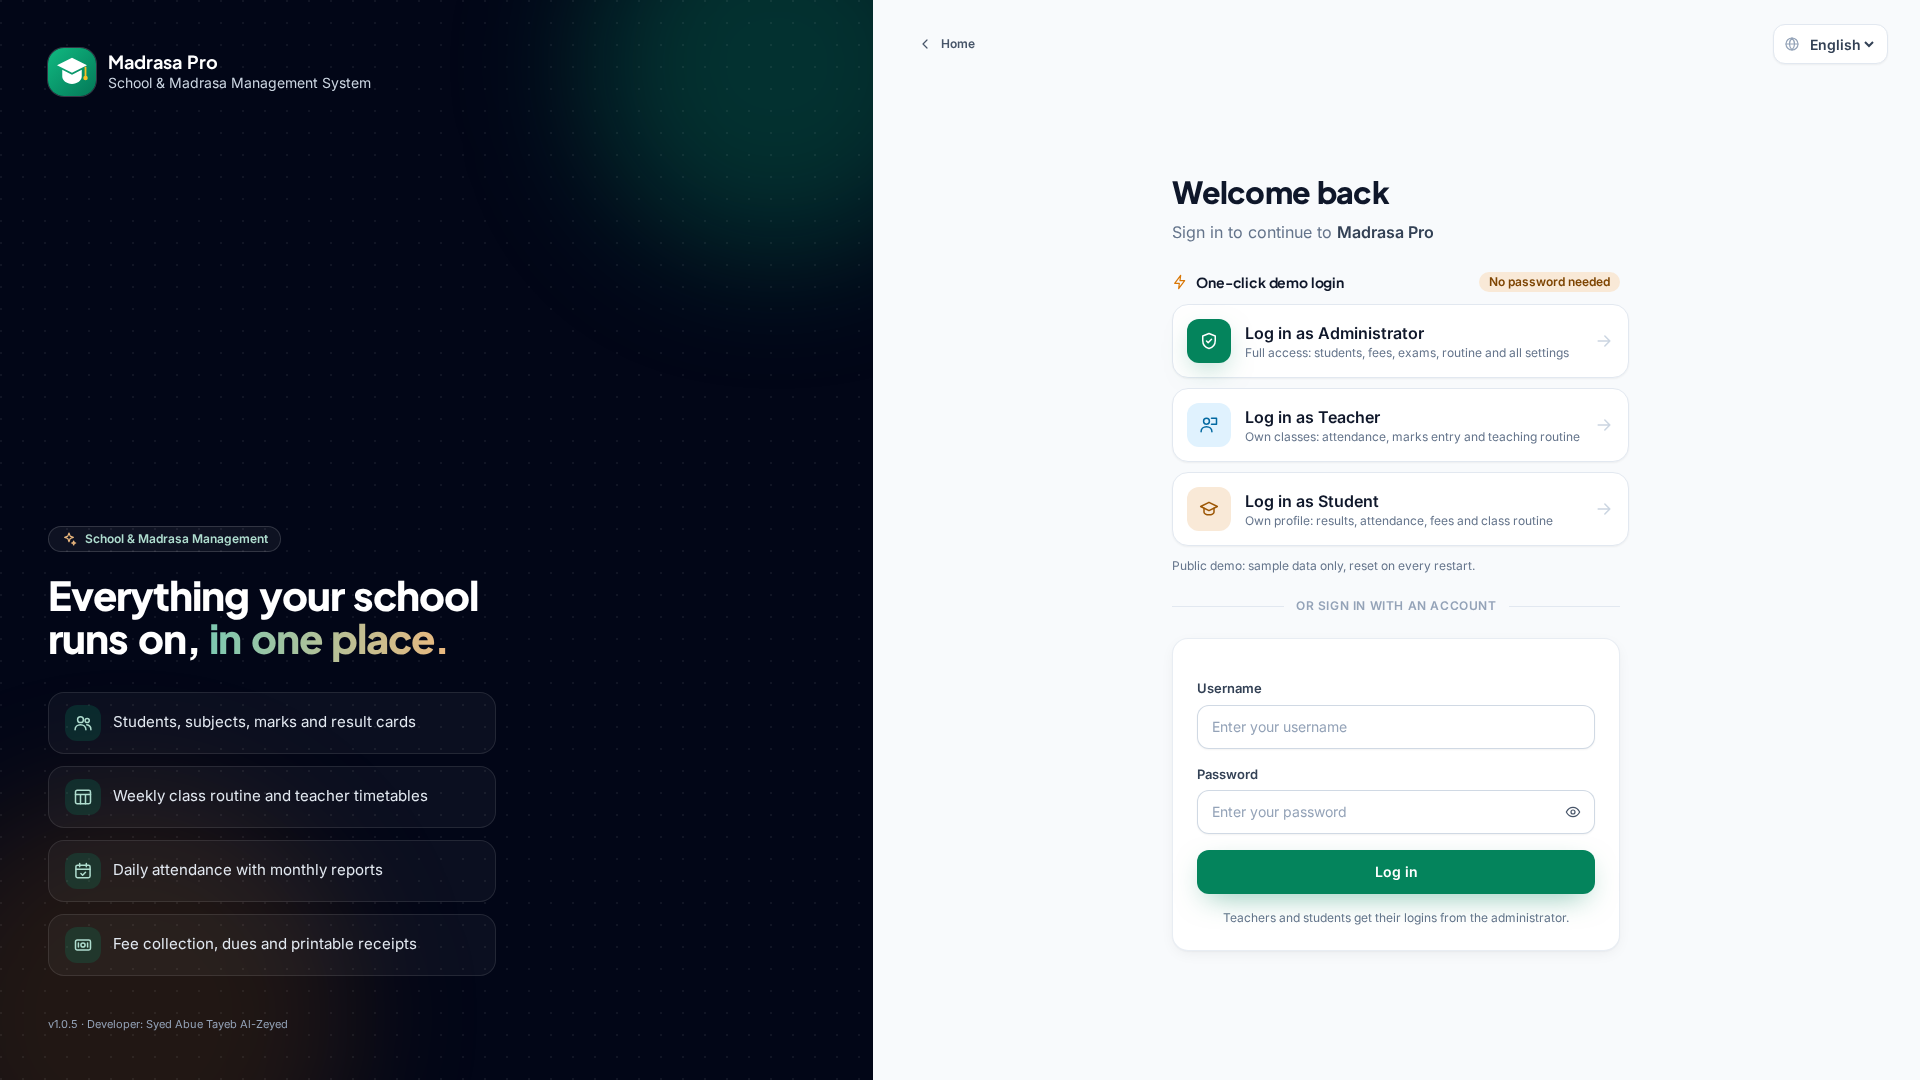 Madrasa Pro
School & Madrasa Management System
School & Madrasa Management
Everything your school
runs on, in one place.
Students, subjects, marks and result cards
Weekly class routine and teacher timetables
Daily attendance with monthly reports
Fee collection, dues and printable receipts
v1.0.5 · Developer: Syed Abue Tayeb Al-Zeyed
Home
English
Welcome back
Sign in to continue to Madrasa Pro
One-click demo login
No password needed
Log in as Administrator
Full access: students, fees, exams, routine and all settings
Log in as Teacher
Own classes: attendance, marks entry and teaching routine
Log in as Student
Own profile: results, attendance, fees and class routine
Public demo: sample data only, reset on every restart.
OR SIGN IN WITH AN ACCOUNT
Username
Enter your username
Password
Enter your password
Log in
Teachers and students get their logins from the administrator.